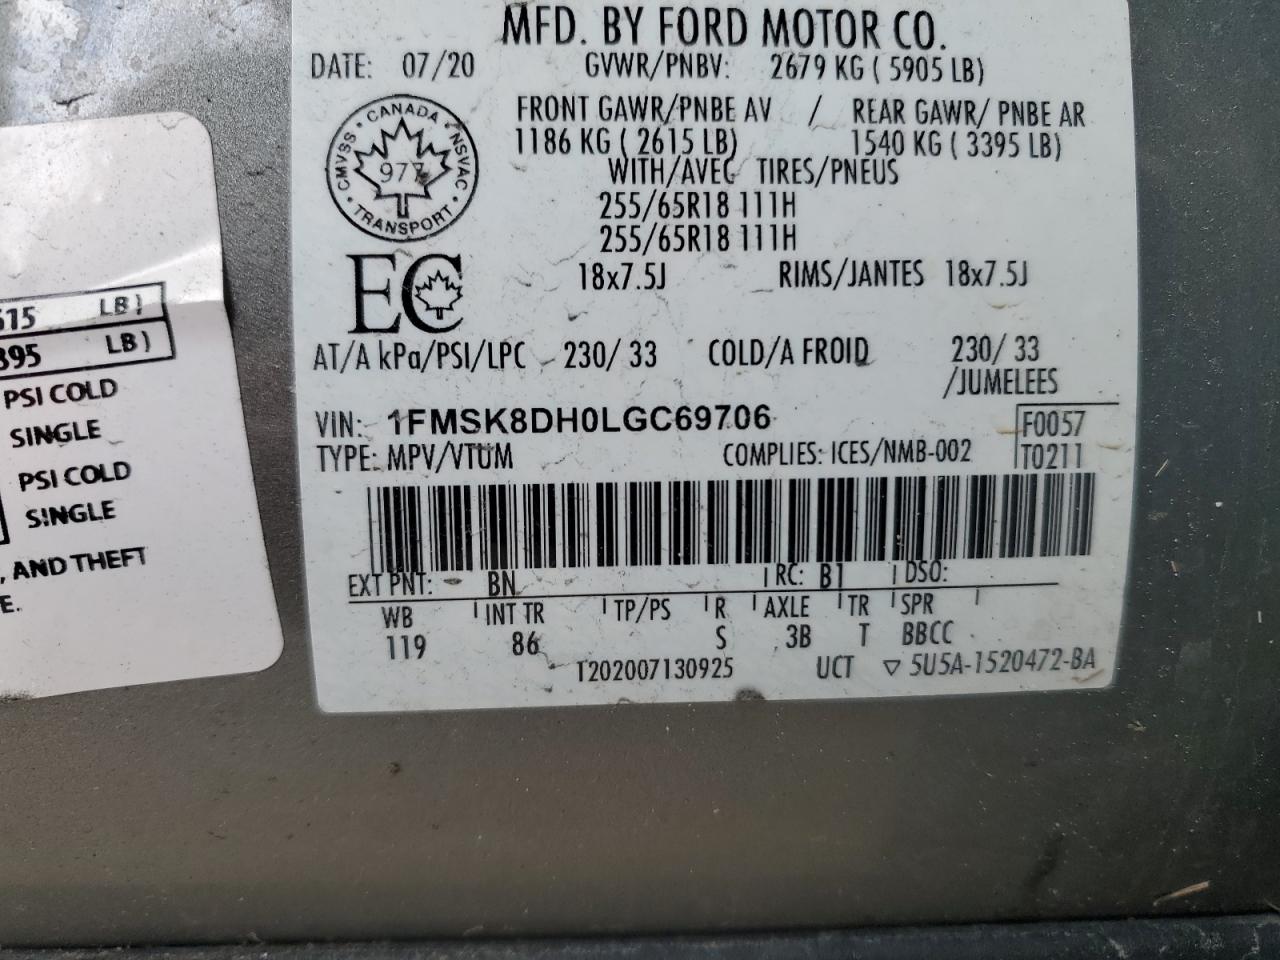 MFD. BY FORD MOTOR CO.
DATE: 07/20 GVWR/PNBV: 2679 KG ( 5905 LB)
FRONT GAWR/PNBE AV / REAR GAWR/ PNBE AR
1186 KG ( 2615 LB) 1540 KG ( 3395 LB)
WITH/AVEC TIRES/PNEUS
255/65R18 111H
255/65R18 111H
18x7.5J RIMS/JANTES 18x7.5J
CANADA
CMVSS · NSVAC
977
TRANSPORT
EC
AT/A kPa/PSI/LPC 230/ 33 COLD/A FROID 230/ 33
/JUMELEES
VIN: 1FMSK8DH0LGC69706
F0057
TYPE: MPV/VTUM COMPLIES: ICES/NMB-002 T0211
EXT PNT: BN RC: B1 DSO:
WB INT TR TP/PS R AXLE TR SPR
119 86 S 3B T BBCC
T202007130925 UCT ▽ 5U5A-1520472-BA
615 LB)
395 LB)
PSI COLD
SINGLE
PSI COLD
SINGLE
, AND THEFT
E.